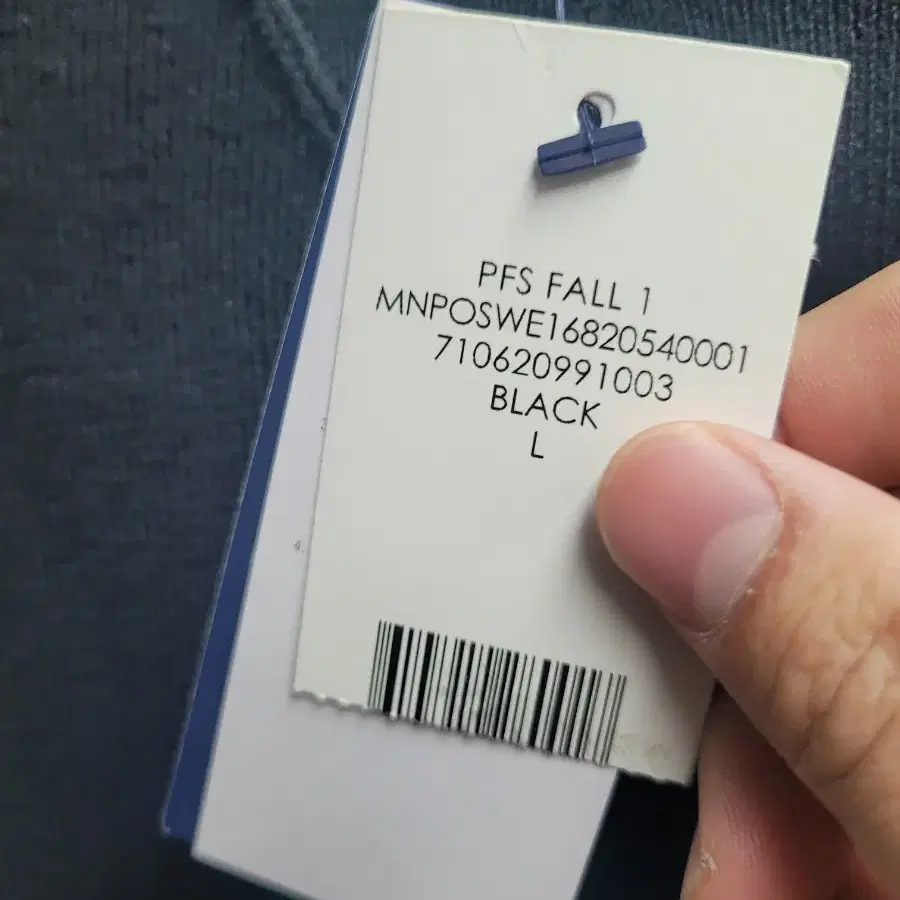 PFS FALL 1
MNPOSWE16820540001
710620991003
BLACK
L